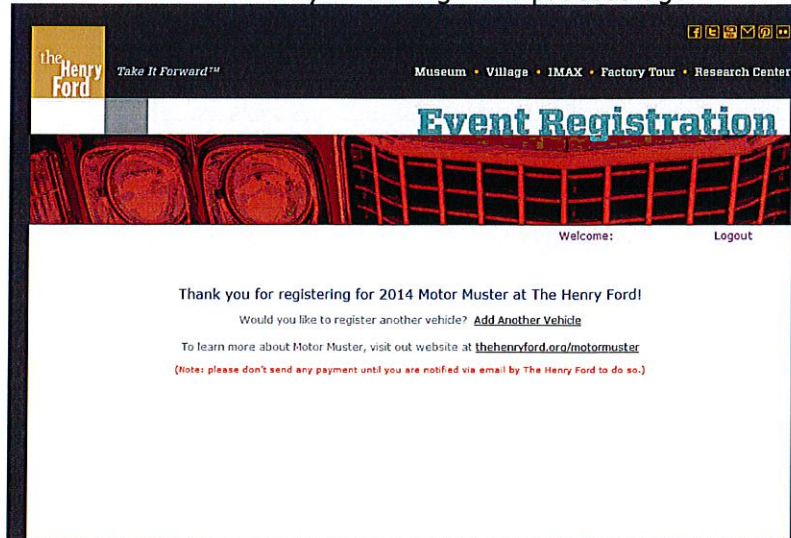 the Henry Ford
Take It Forward™
Museum • Village • IMAX • Factory Tour • Research Center
Event Registration
Welcome: Logout
Thank you for registering for 2014 Motor Muster at The Henry Ford!
Would you like to register another vehicle? Add Another Vehicle
To learn more about Motor Muster, visit out website at thehenryford.org/motormuster
(Note: please don't send any payment until you are notified via email by The Henry Ford to do so.)